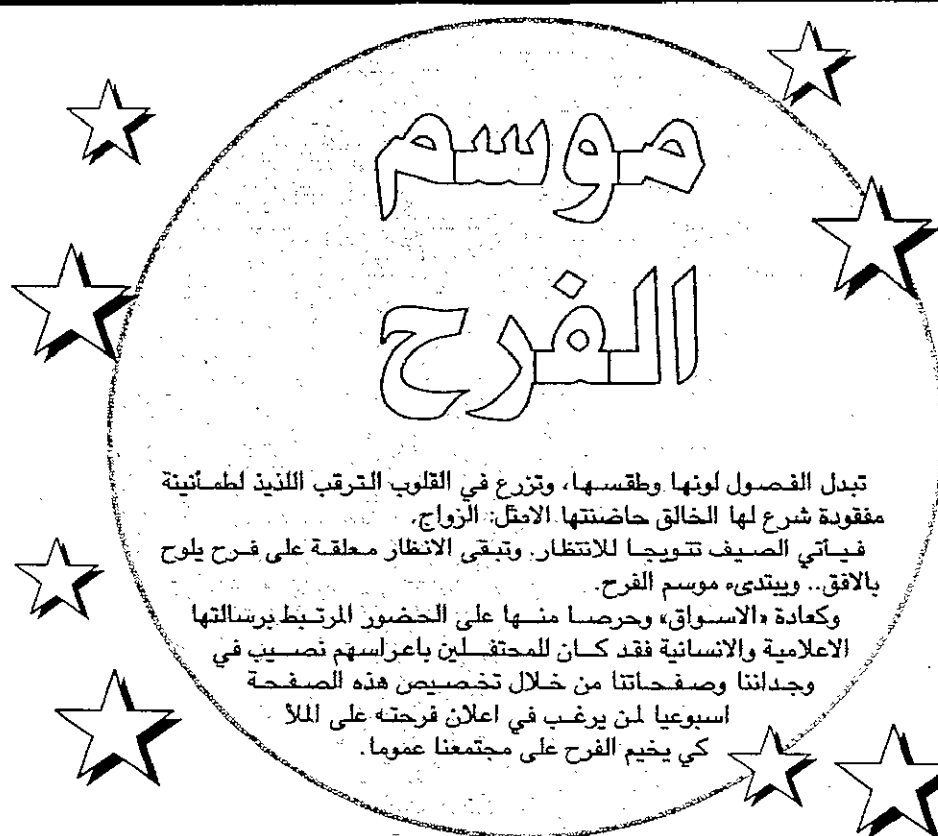 موسم
الفرح
تبدل الفصول لونها وطقسها، وتزرع في القلوب الترقب اللذيذ لطمأنينة
مفقودة شرع لها الخالق حاضنتها الامثل: الزواج.
فيأتي الصيف تتويجا للانتظار. وتبقى الانظار معلقة على فرح يلوح
بالافق.. ويبتدىء موسم الفرح.
وكعادة «الاسواق» وحرصا منها على الحضور المرتبط برسالتها
الاعلامية والانسانية فقد كان للمحتفلين باعراسهم نصيب في
وجداننا وصفحاتنا من خلال تخصيص هذه الصفحة
اسبوعيا لمن يرغب في اعلان فرحته على الملأ
كي يخيم الفرح على مجتمعنا عموما.